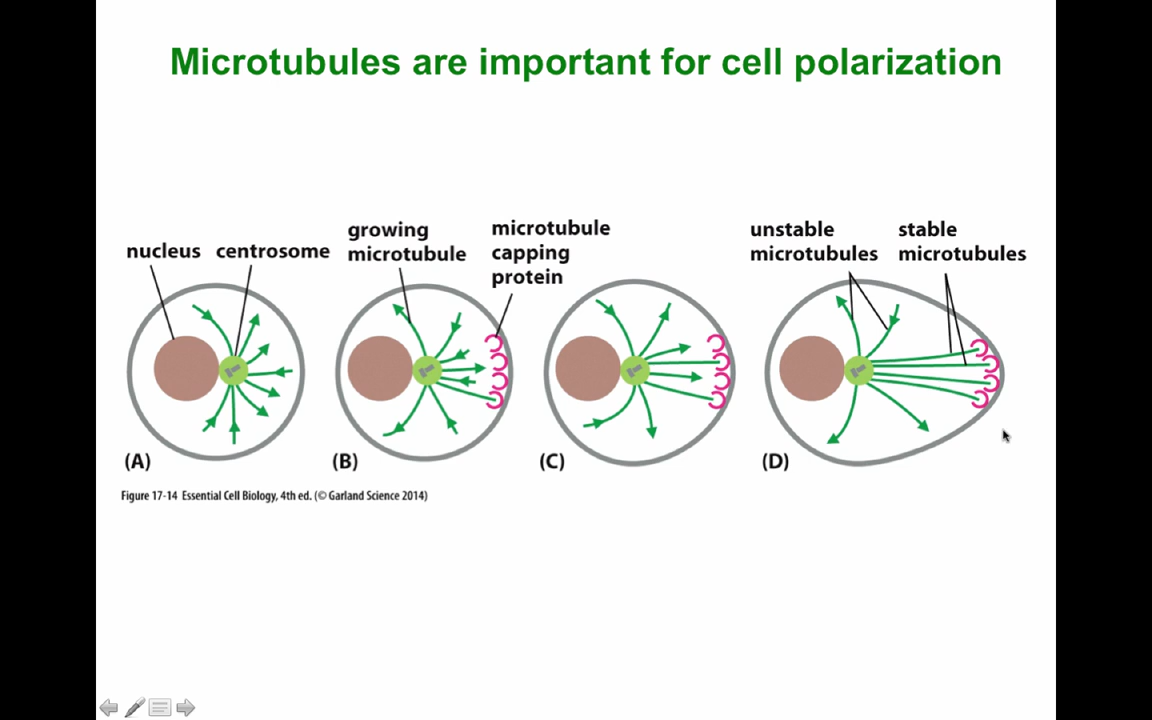 Microtubules are important for cell polarization
nucleus
centrosome
growing
microtubule
microtubule
capping
protein
unstable
microtubules
stable
microtubules
(A)
(B)
(C)
(D)
Figure 17-14 Essential Cell Biology, 4th ed. (© Garland Science 2014)